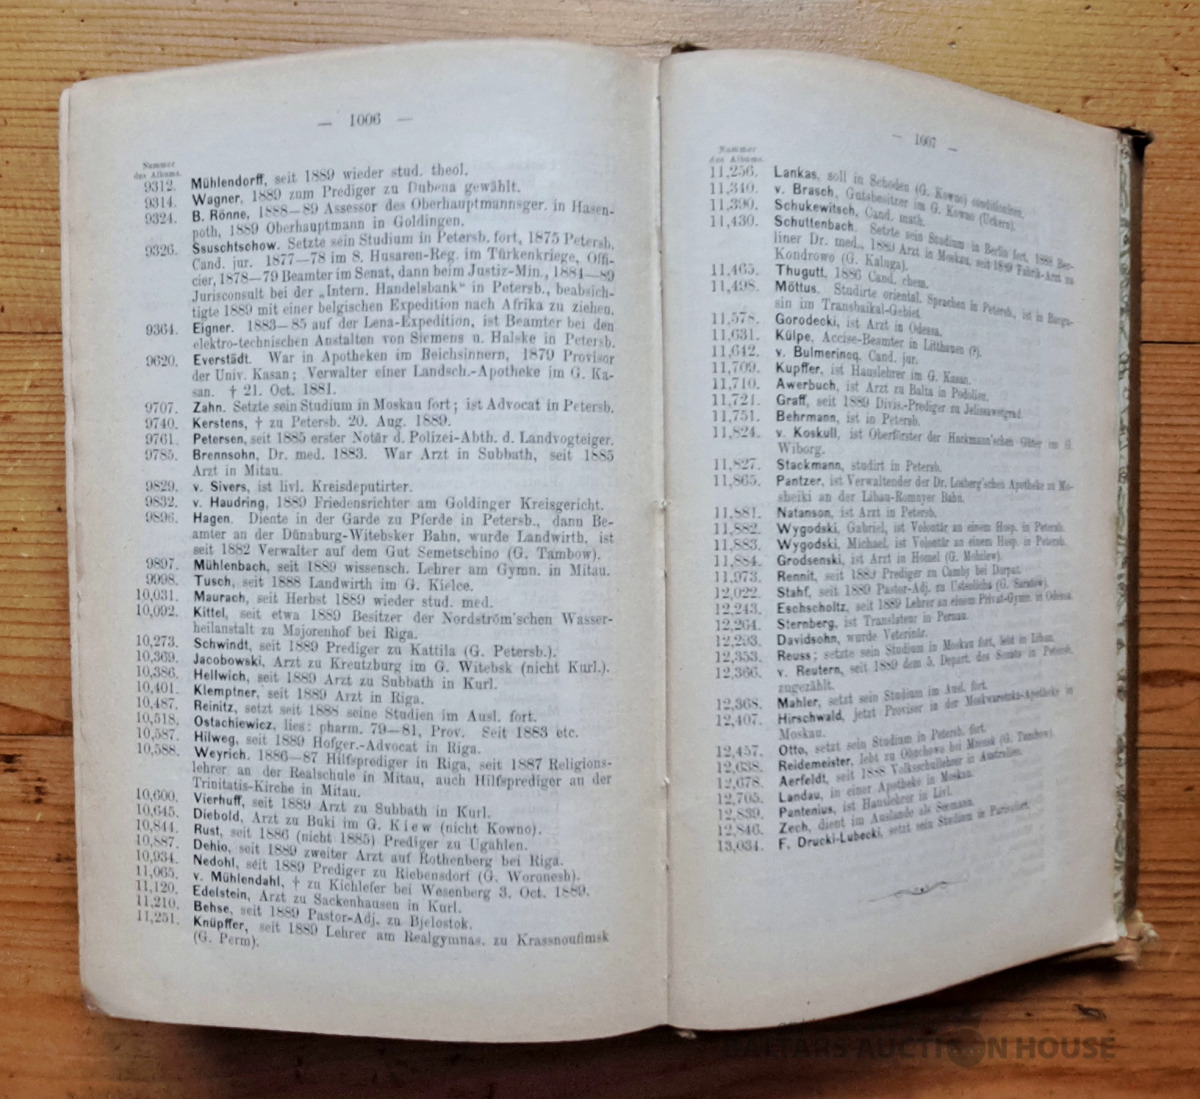 — 1006 —
Nummer
des Albums.
9312. Mühlendorff, seit 1889 wieder stud. theol.
9314. Wagner, 1889 zum Prediger zu Dubena gewählt.
9324. B. Rönne, 1888—89 Assessor des Oberhauptmannsger. in Hasen-
poth, 1889 Oberhauptmann in Goldingen.
9326. Ssuschtschow. Setzte sein Studium in Petersb. fort, 1875 Petersb.
Cand. jur. 1877—78 im 8. Husaren-Reg. im Türkenkriege, Offi-
cier, 1878—79 Beamter im Senat, dann beim Justiz-Min., 1884—89
Jurisconsult bei der „Intern. Handelsbank“ in Petersb., beabsich-
tigte 1889 mit einer belgischen Expedition nach Afrika zu ziehen.
9364. Eigner. 1883—85 auf der Lena-Expedition, ist Beamter bei den
elektro-technischen Anstalten von Siemens u. Halske in Petersb.
9620. Everstädt. War in Apotheken im Reichsinnern, 1879 Provisor
der Univ. Kasan; Verwalter einer Landsch.-Apotheke im G. Ka-
san. † 21. Oct. 1881.
9707. Zahn. Setzte sein Studium in Moskau fort; ist Advocat in Petersb.
9740. Kerstens, † zu Petersb. 20. Aug. 1889.
9761. Petersen, seit 1885 erster Notär d. Polizei-Abth. d. Landvogteiger.
9785. Brennsohn, Dr. med. 1883. War Arzt in Subbath, seit 1885
Arzt in Mitau.
9829. v. Sivers, ist livl. Kreisdeputirter.
9832. v. Haudring, 1889 Friedensrichter am Goldinger Kreisgericht.
9896. Hagen. Diente in der Garde zu Pferde in Petersb., dann Be-
amter an der Dünaburg-Witebsker Bahn, wurde Landwirth, ist
seit 1882 Verwalter auf dem Gut Semetschino (G. Tambow).
9897. Mühlenbach, seit 1889 wissensch. Lehrer am Gymn. in Mitau.
9998. Tusch, seit 1888 Landwirth im G. Kielce.
10,031. Maurach, seit Herbst 1889 wieder stud. med.
10,092. Kittel, seit etwa 1889 Besitzer der Nordström'schen Wasser-
heilanstalt zu Majorenhof bei Riga.
10,273. Schwindt, seit 1889 Prediger zu Kattila (G. Petersb.).
10,369. Jacobowski, Arzt zu Kreutzburg im G. Witebsk (nicht Kurl.).
10,386. Hellwich, seit 1889 Arzt zu Subbath in Kurl.
10,401. Klemptner, seit 1889 Arzt in Riga.
10,487. Reinitz, setzt seit 1888 seine Studien im Ausl. fort.
10,518. Ostachiewicz, lies: pharm. 79—81, Prov. Seit 1883 etc.
10,587. Hilweg, seit 1889 Hofger.-Advocat in Riga.
10,588. Weyrich. 1886—87 Hilfsprediger in Riga, seit 1887 Religions-
lehrer an der Realschule in Mitau, auch Hilfsprediger an der
Trinitatis-Kirche in Mitau.
10,600. Vierhuff, seit 1889 Arzt zu Subbath in Kurl.
10,645. Diebold, Arzt zu Buki im G. Kiew (nicht Kowno).
10,844. Rust, seit 1886 (nicht 1885) Prediger zu Ugahlen.
10,887. Dehio, seit 1889 zweiter Arzt auf Rothenberg bei Riga.
10,934. Nedohl, seit 1889 Prediger zu Riebensdorf (G. Woronesh).
11,065. v. Mühlendahl, † zu Kichlefer bei Wesenberg 3. Oct. 1889.
11,120. Edelstein, Arzt zu Sackenhausen in Kurl.
11,210. Behse, seit 1889 Pastor-Adj. zu Bjelostok.
11,251. Knüpffer, seit 1889 Lehrer am Realgymnas. zu Krassnoufimsk
(G. Perm).
— 1007 —
Nummer
des Albums.
11,256. Lankas, soll in Schoden (G. Kowno) conditioniren.
11,340. v. Brasch, Gutsbesitzer im G. Kowno (Uckern).
11,390. Schukewitsch, Cand. math.
11,430. Schuttenbach. Setzte sein Studium in Berlin fort, 1888 Ber-
liner Dr. med., 1889 Arzt in Moskau, seit 1889 Fabrik-Arzt zu
Kondrowo (G. Kaluga).
11,465. Thugutt, 1886 Cand. chem.
11,498. Möttus. Studirte oriental. Sprachen in Petersb., ist in
sin im Transbaikal-Gebiet.
11,578. Gorodecki, ist Arzt in Odessa.
11,631. Külpe, Accise-Beamter in Litthauen (?).
11,642. v. Bulmerincq, Cand. jur.
11,709. Kupffer, ist Hauslehrer im G. Kasan.
11,710. Awerbuch, ist Arzt zu Balta in Podolien.
11,721. Graff, seit 1889 Divis.-Prediger zu Jelissawetgrad.
11,751. Behrmann, ist in Petersb.
11,824. v. Koskull, ist Oberförster der Hackmann'schen Güter im G.
Wiborg.
11,827. Stackmann, studirt in Petersb.
11,865. Pantzer, ist Verwaltender der Dr. Losberg'schen Apotheke zu Mo-
sheiki an der Libau-Romnyer Bahn.
11,881. Natanson, ist Arzt in Petersb.
11,882. Wygodski, Gabriel, ist Volontär an einem Hosp. in Petersb.
11,883. Wygodski, Michael, ist Volontär an einem Hosp. in Petersb.
11,884. Grodsenski, ist Arzt in Homel (G. Mohilew).
11,973. Rennit, seit 1889 Prediger zu Camby bei Dorpat.
12,022. Stahf, seit 1889 Pastor-Adj. zu (G. Saratow).
12,243. Eschscholtz, seit 1889 Lehrer an einem Privat-Gymn. in Odessa.
12,264. Sternberg, ist Translateur in Pernau.
12,293. Davidsohn, wurde Veterinär.
12,353. Reuss; setzte sein Studium in Moskau fort, lebt in Libau.
12,366. v. Reutern, seit 1889 dem 5. Depart. des Senats in Petersb.
zugezählt.
12,368. Mahler, setzt sein Studium im Ausl. fort.
12,407. Hirschwald, jetzt Provisor in der Moskwaretzki-Apotheke in
Moskau.
12,457. Otto, setzt sein Studium in Petersb. fort.
12,638. Reidemeister, lebt zu bei (G. Tambow).
12,678. Aerfeldt, seit 1888 Volksschullehrer in Australien.
12,705. Landau, in einer Apotheke in Moskau.
12,839. Pantenius, ist Hauslehrer in Livl.
12,846. Zech, dient im Auslande als Seemann.
13,034. F. Drucki-Lubecki, setzt sein Studium in fort.
AUCTION HOUSE